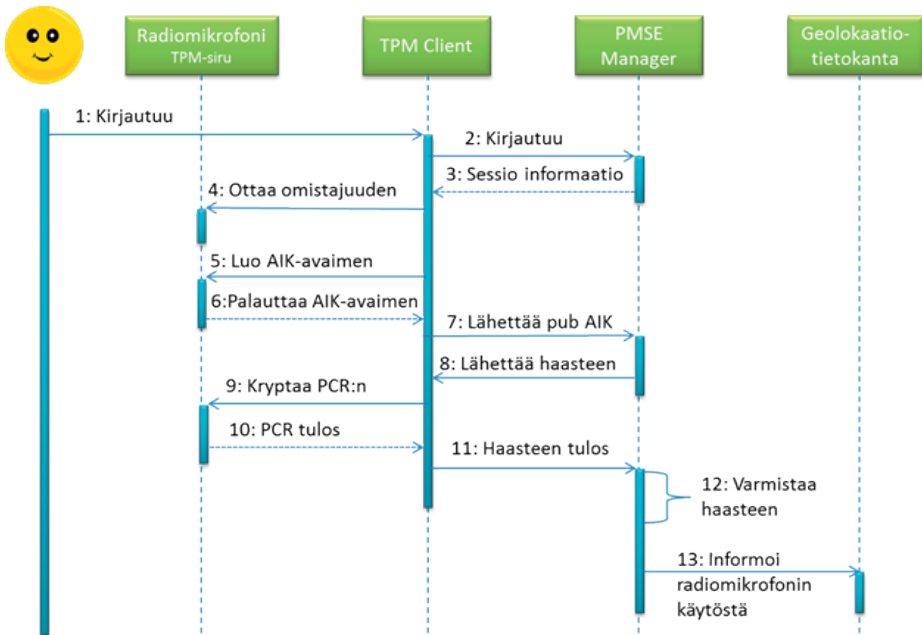 Radiomikrofoni
TPM-siru
TPM Client
PMSE
Manager
Geolokaatio-
tietokanta
1: Kirjautuu
2: Kirjautuu
3: Sessio informaatio
4: Ottaa omistajuuden
5: Luo AIK-avaimen
6:Palauttaa AIK-avaimen
7: Lähettää pub AIK
8: Lähettää haasteen
9: Kryptaa PCR:n
10: PCR tulos
11: Haasteen tulos
12: Varmistaa
haasteen
13: Informoi
radiomikrofonin
käytöstä